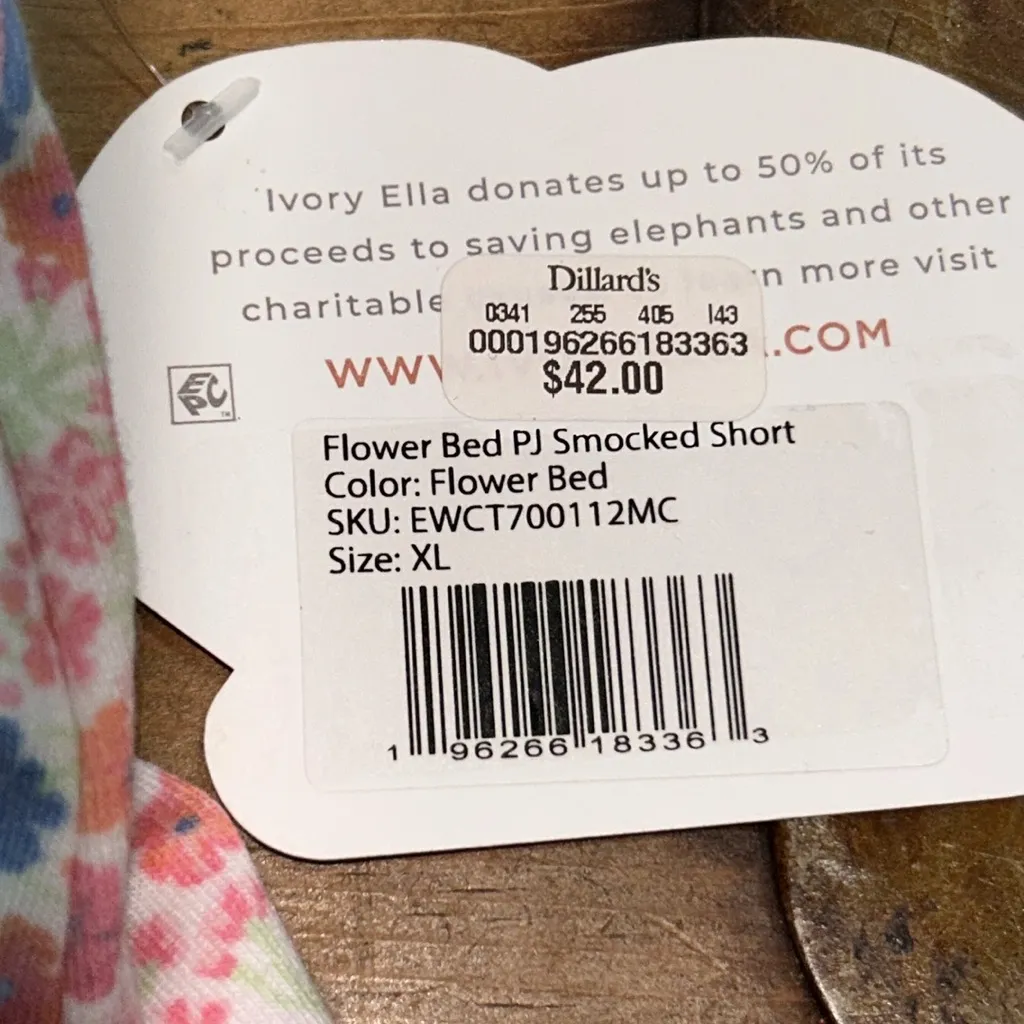 Ivory Ella donates up to 50% of its
proceeds to saving elephants and other
charitable n more visit
WWW .COM
Dillard's
0341 255 405 143
000196266183363
$42.00
EPC™
Flower Bed PJ Smocked Short
Color: Flower Bed
SKU: EWCT700112MC
Size: XL
1 96266 18336 3